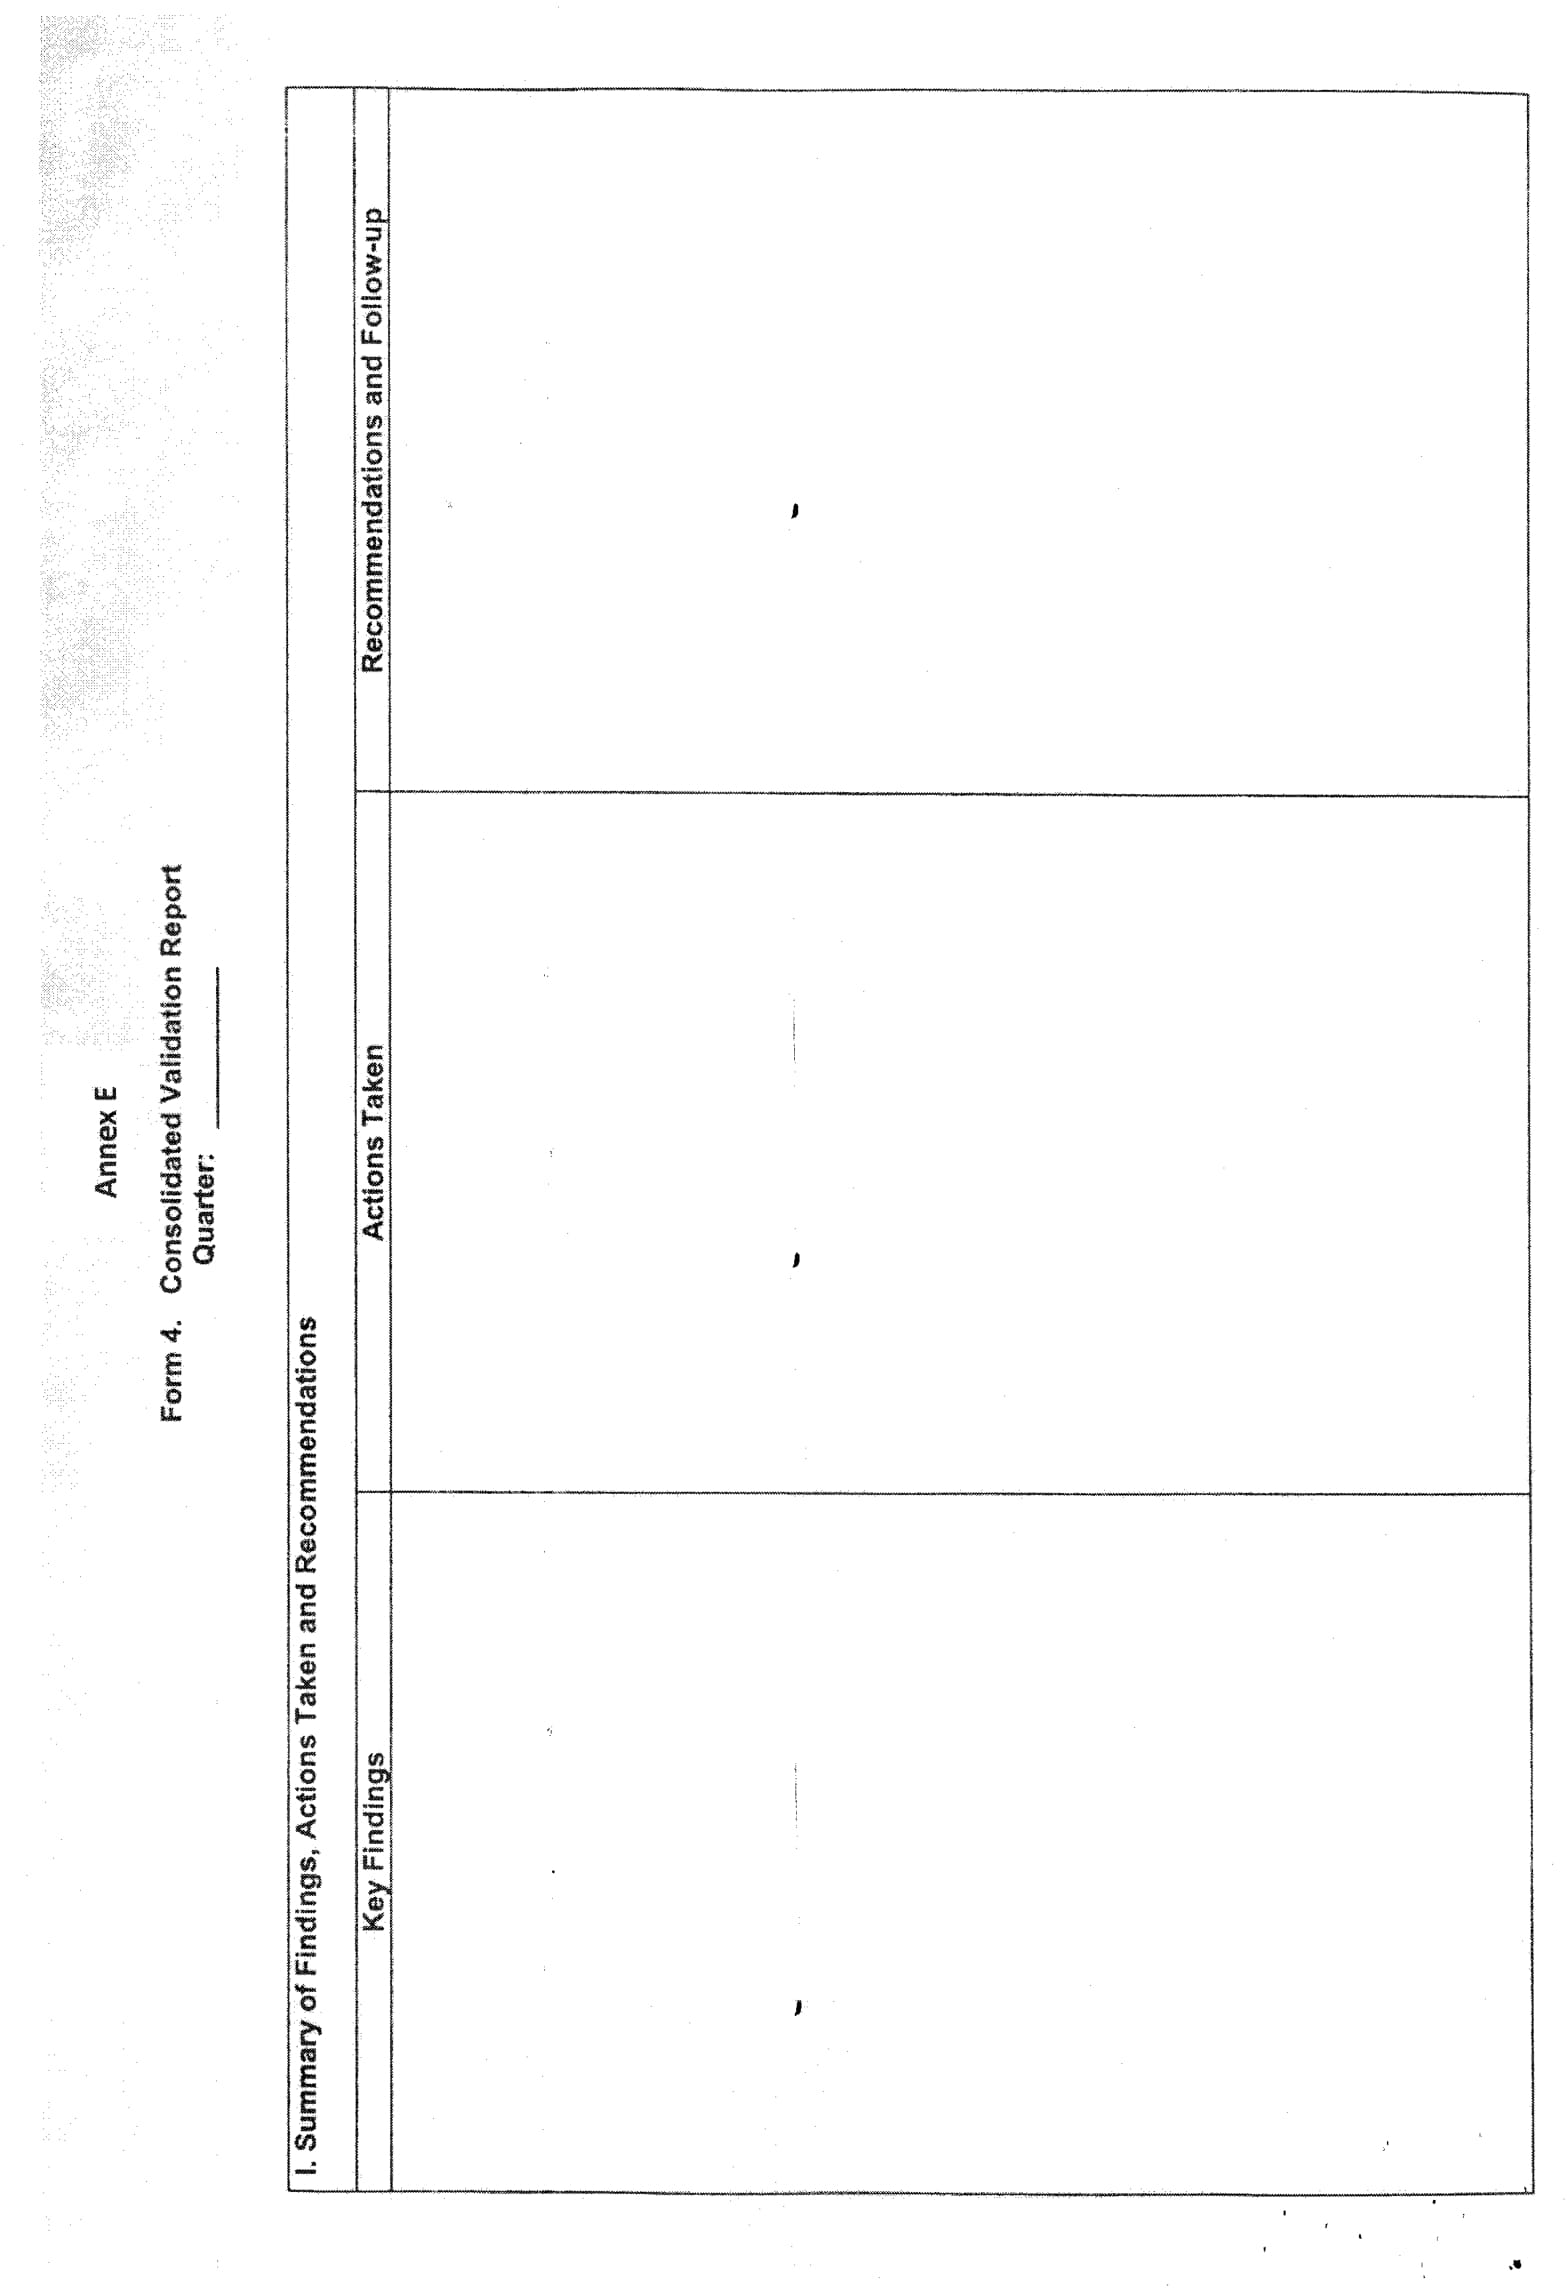 Annex E
Form 4. Consolidated Validation Report
Quarter: ________
I. Summary of Findings, Actions Taken and Recommendations
Key Findings
Actions Taken
Recommendations and Follow-up